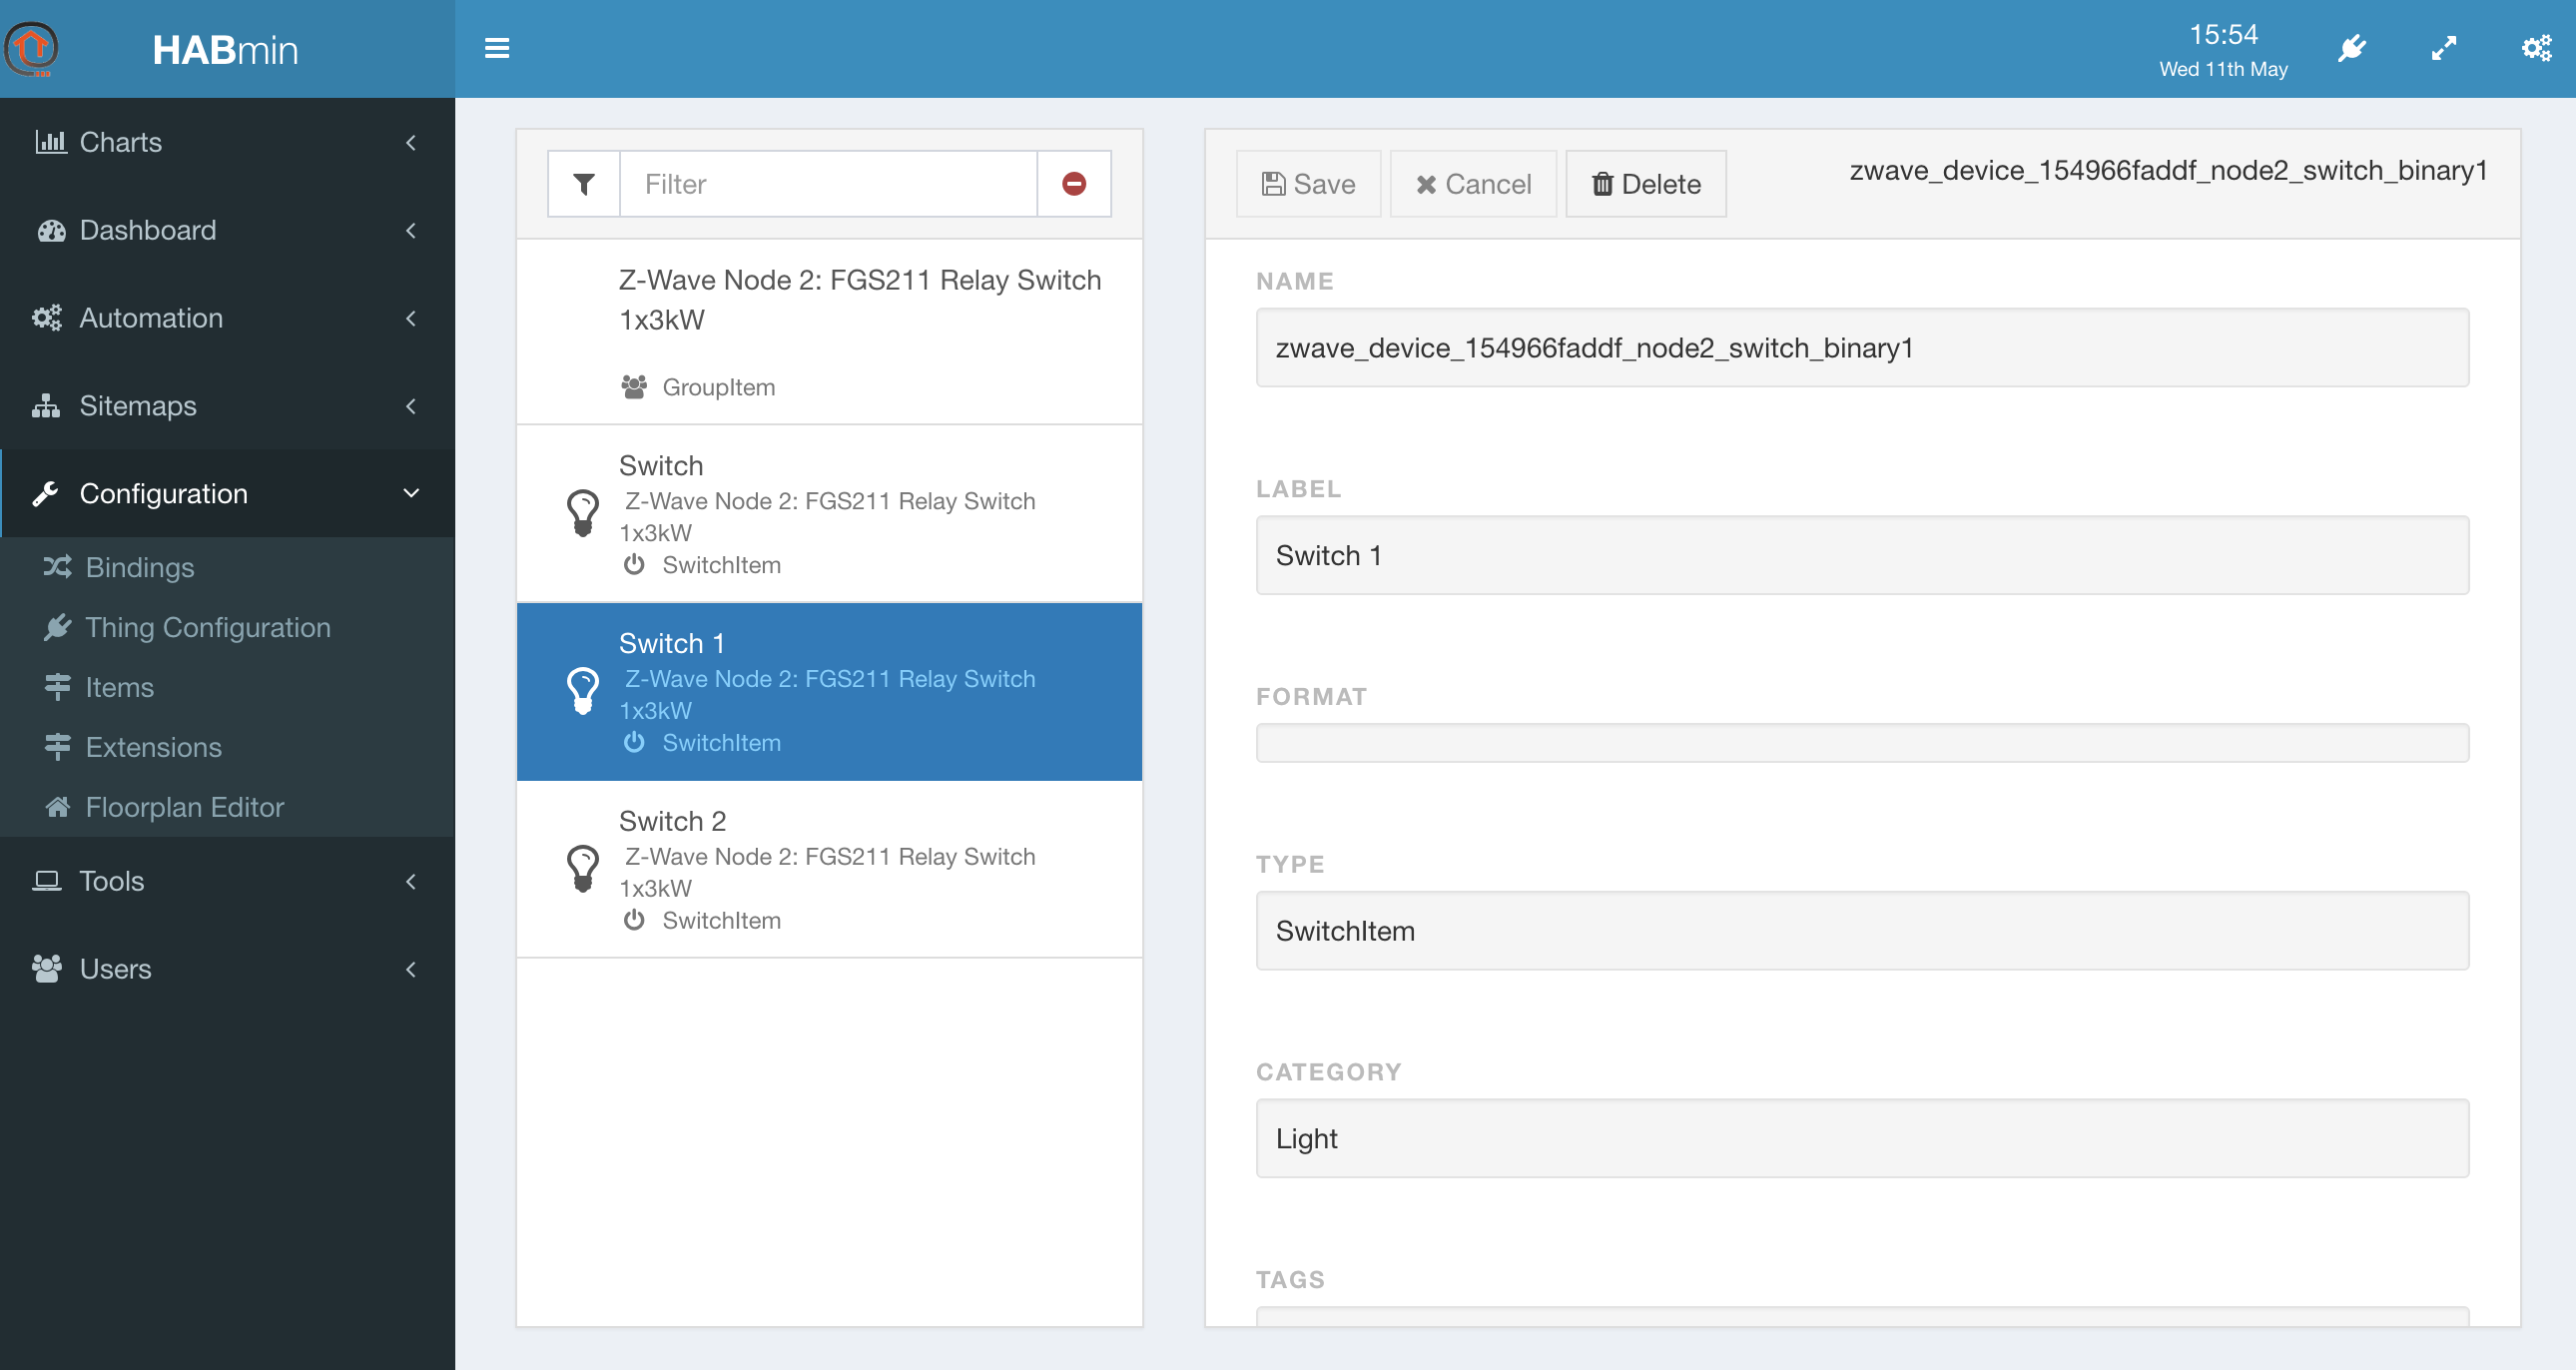 HABmin
15:54
Wed 11th May
Charts
Dashboard
Automation
Sitemaps
Configuration
Bindings
Thing Configuration
Items
Extensions
Floorplan Editor
Tools
Users
Filter
Z-Wave Node 2: FGS211 Relay Switch
1x3kW
GroupItem
Switch
Z-Wave Node 2: FGS211 Relay Switch
1x3kW
SwitchItem
Switch 1
Z-Wave Node 2: FGS211 Relay Switch
1x3kW
SwitchItem
Switch 2
Z-Wave Node 2: FGS211 Relay Switch
1x3kW
SwitchItem
Save Cancel Delete
zwave_device_154966faddf_node2_switch_binary1
NAME
zwave_device_154966faddf_node2_switch_binary1
LABEL
Switch 1
FORMAT
TYPE
SwitchItem
CATEGORY
Light
TAGS